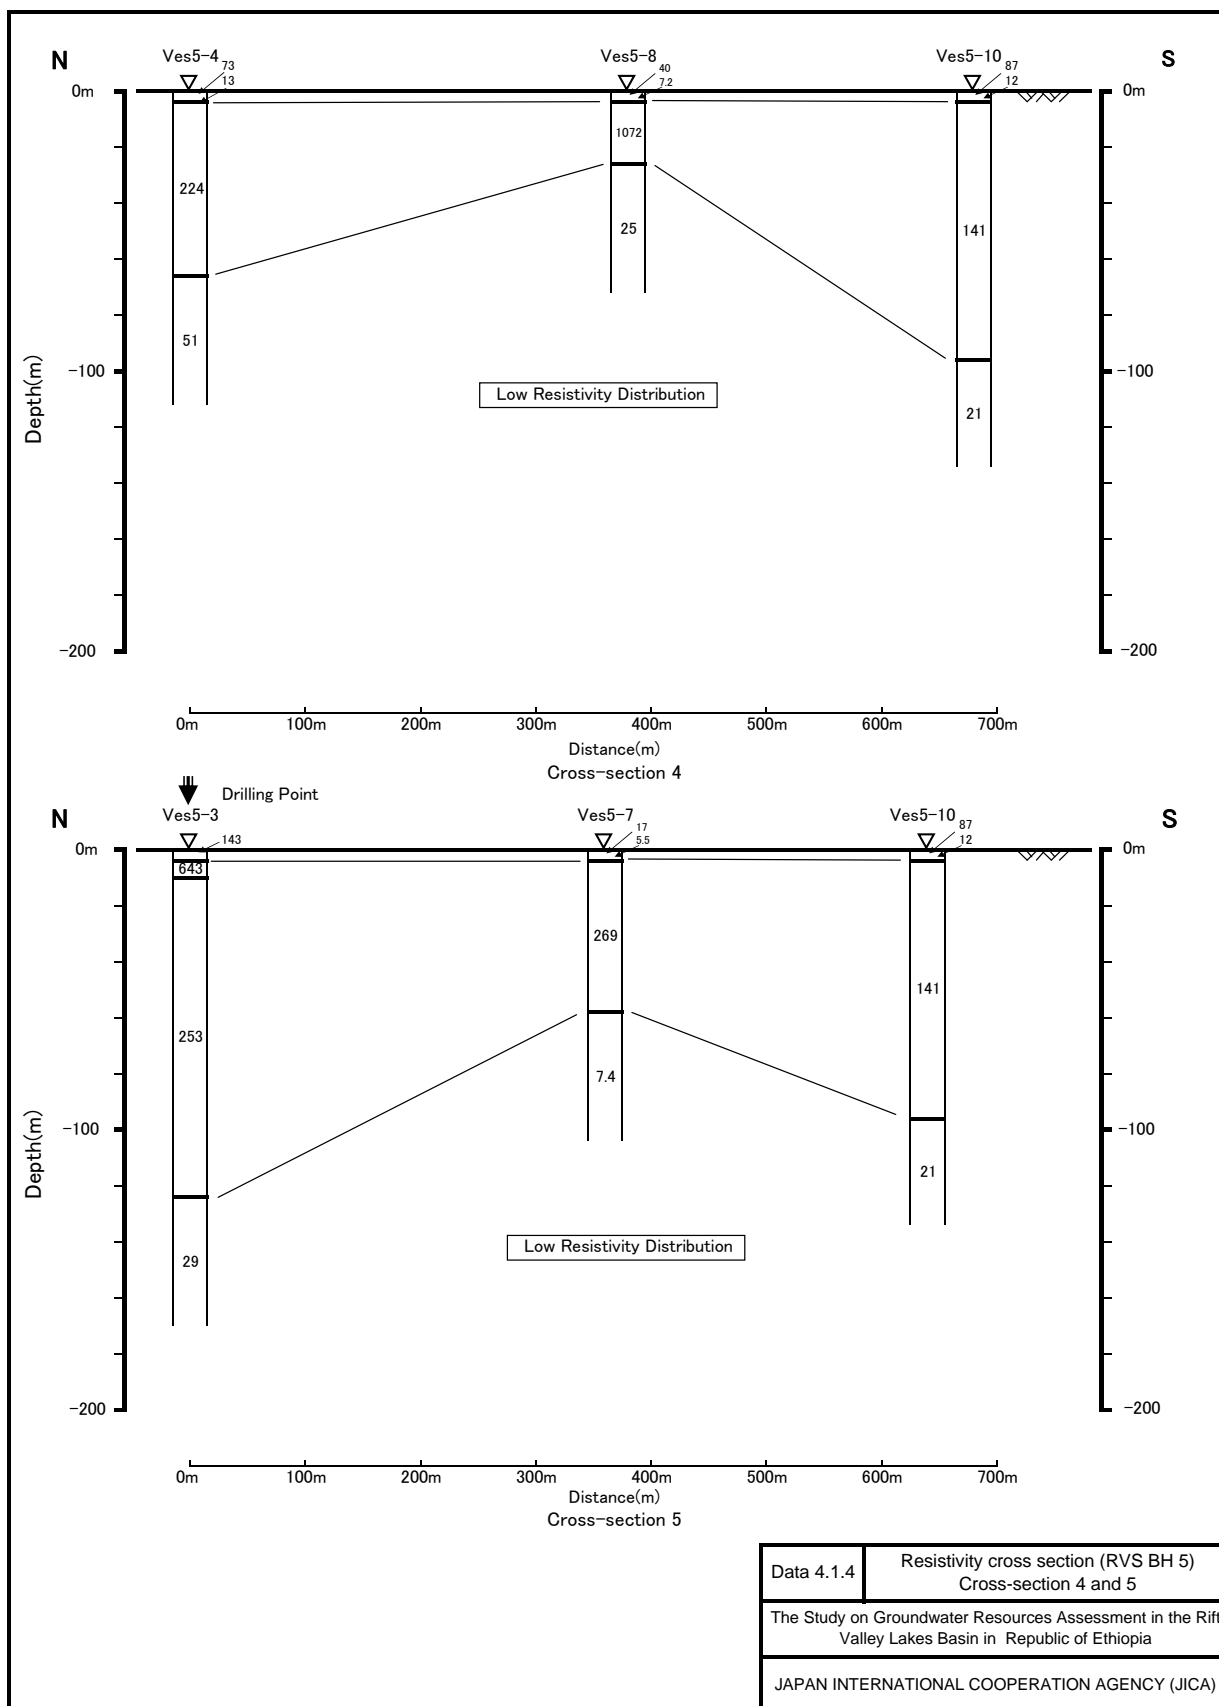 N
Ves5-4
Ves5-8
Ves5-10
S
73
13
40
7.2
87
12
0m
0m
224
1072
25
141
51
21
Depth(m)
-100
-100
Low Resistivity Distribution
-200
-200
0m 100m 200m 300m 400m 500m 600m 700m
Distance(m)
Cross-section 4
Drilling Point
N
Ves5-3
Ves5-7
Ves5-10
S
143
17
5.5
87
12
0m
0m
643
269
141
253
7.4
Depth(m)
-100
-100
21
29
Low Resistivity Distribution
-200
-200
0m 100m 200m 300m 400m 500m 600m 700m
Distance(m)
Cross-section 5
Data 4.1.4
Resistivity cross section (RVS BH 5)
Cross-section 4 and 5
The Study on Groundwater Resources Assessment in the Rift
Valley Lakes Basin in Republic of Ethiopia
JAPAN INTERNATIONAL COOPERATION AGENCY (JICA)